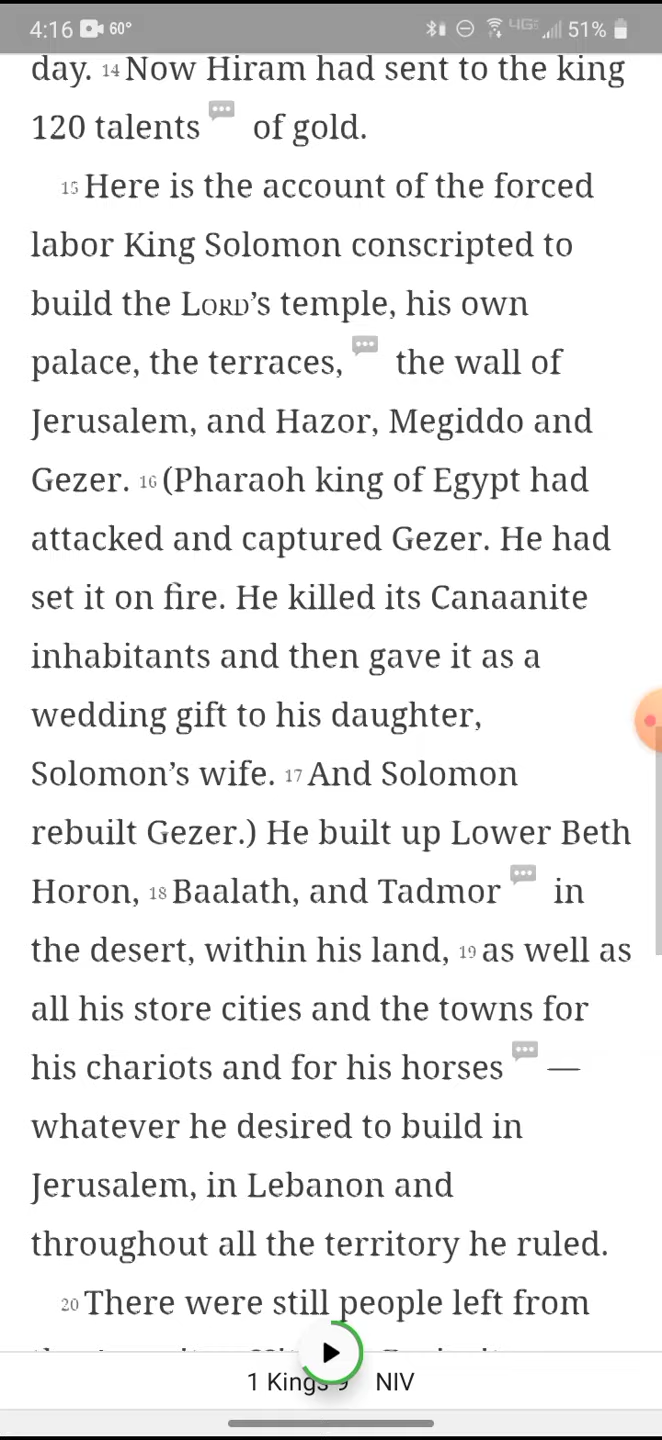 4:16 60° 4G 51%
day. 14 Now Hiram had sent to the king
120 talents of gold.
15 Here is the account of the forced
labor King Solomon conscripted to
build the LORD’s temple, his own
palace, the terraces, the wall of
Jerusalem, and Hazor, Megiddo and
Gezer. 16 (Pharaoh king of Egypt had
attacked and captured Gezer. He had
set it on fire. He killed its Canaanite
inhabitants and then gave it as a
wedding gift to his daughter,
Solomon’s wife. 17 And Solomon
rebuilt Gezer.) He built up Lower Beth
Horon, 18 Baalath, and Tadmor in
the desert, within his land, 19 as well as
all his store cities and the towns for
his chariots and for his horses —
whatever he desired to build in
Jerusalem, in Lebanon and
throughout all the territory he ruled.
20 There were still people left from
1 Kings 9 NIV